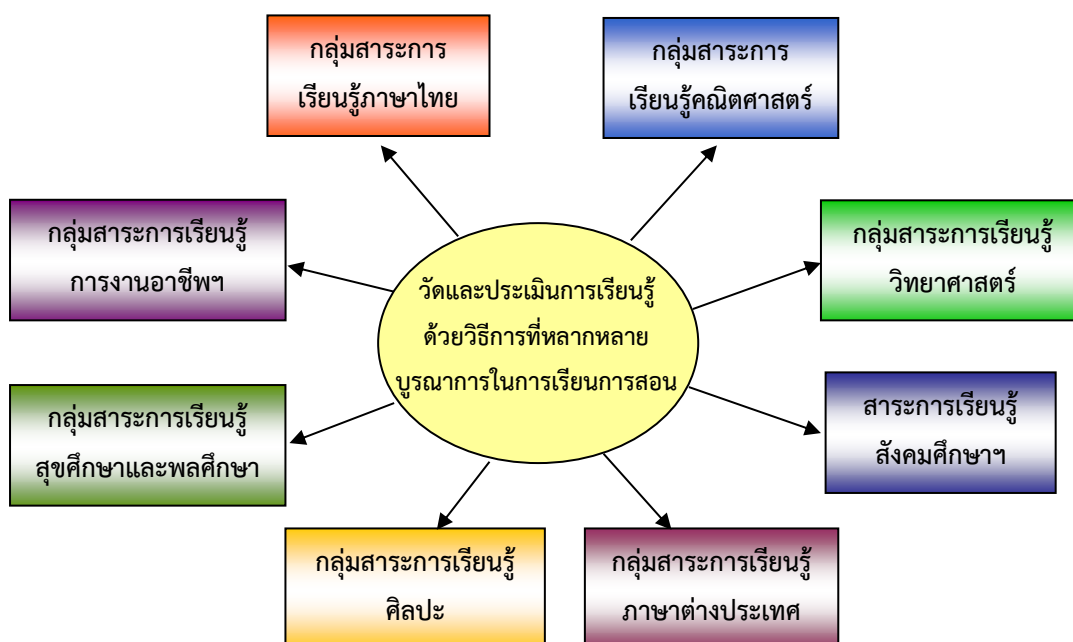 กลุ่มสาระการ
เรียนรู้ภาษาไทย
กลุ่มสาระการ
เรียนรู้คณิตศาสตร์
กลุ่มสาระการเรียนรู้
การงานอาชีพฯ
กลุ่มสาระการเรียนรู้
วิทยาศาสตร์
วัดและประเมินการเรียนรู้
ด้วยวิธีการที่หลากหลาย
บูรณาการในการเรียนการสอน
กลุ่มสาระการเรียนรู้
สุขศึกษาและพลศึกษา
สาระการเรียนรู้
สังคมศึกษาฯ
กลุ่มสาระการเรียนรู้
ศิลปะ
กลุ่มสาระการเรียนรู้
ภาษาต่างประเทศ